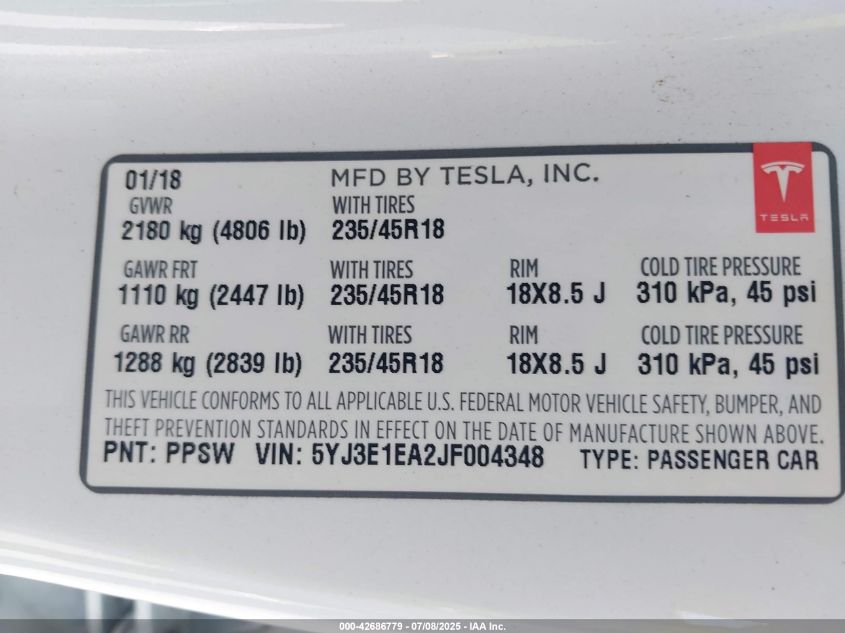 01/18 MFD BY TESLA, INC.
TESLA
GVWR WITH TIRES
2180 kg (4806 lb) 235/45R18
GAWR FRT WITH TIRES RIM COLD TIRE PRESSURE
1110 kg (2447 lb) 235/45R18 18X8.5 J 310 kPa, 45 psi
GAWR RR WITH TIRES RIM COLD TIRE PRESSURE
1288 kg (2839 lb) 235/45R18 18X8.5 J 310 kPa, 45 psi
THIS VEHICLE CONFORMS TO ALL APPLICABLE U.S. FEDERAL MOTOR VEHICLE SAFETY, BUMPER, AND
THEFT PREVENTION STANDARDS IN EFFECT ON THE DATE OF MANUFACTURE SHOWN ABOVE.
PNT: PPSW VIN: 5YJ3E1EA2JF004348 TYPE: PASSENGER CAR
000-42686779 - 07/08/2025 - IAA Inc.